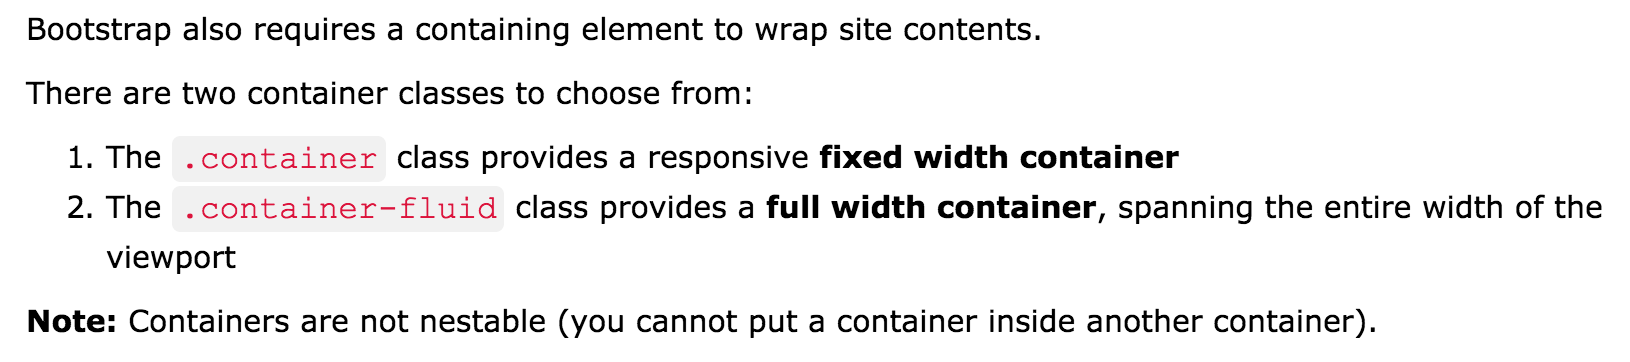 Bootstrap also requires a containing element to wrap site contents.
There are two container classes to choose from:
1. The .container class provides a responsive fixed width container
2. The .container-fluid class provides a full width container, spanning the entire width of the
viewport
Note: Containers are not nestable (you cannot put a container inside another container).